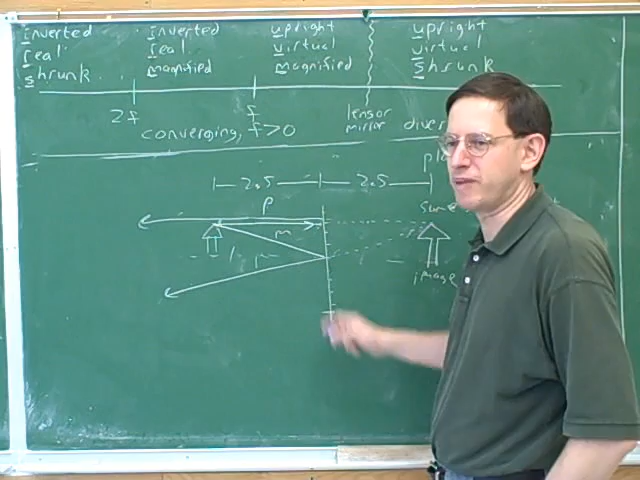 inverted inverted upright upright
real real virtual virtual
shrunk magnified magnified shrunk
2f f
converging, f>0
lens or
mirror
2.5 2.5
p
same
m
image